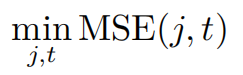 min MSE(j, t)
j,t